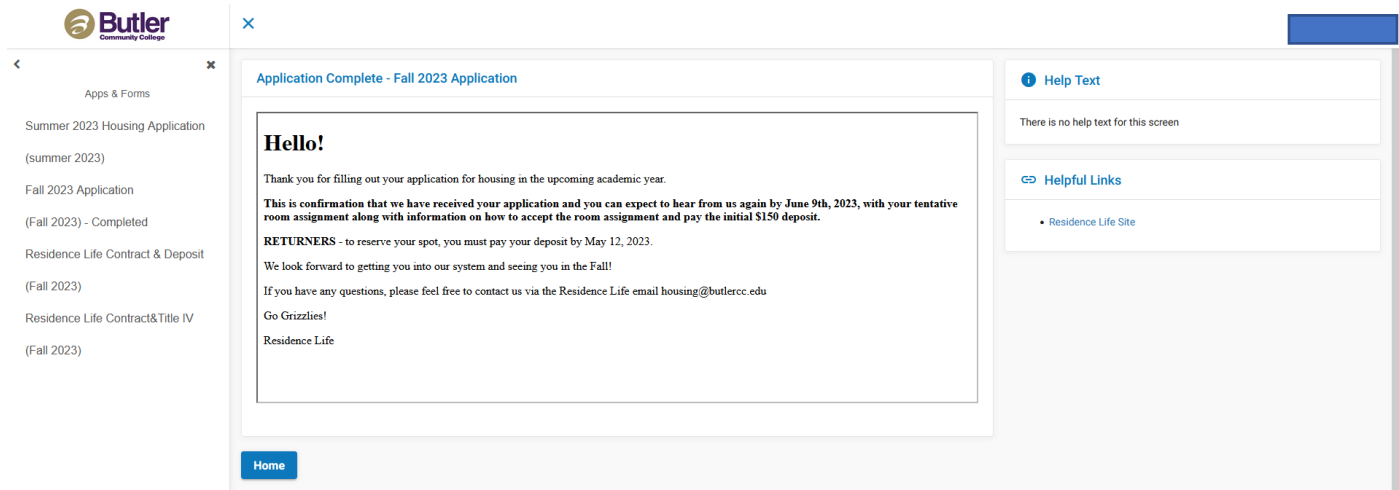 Butler
Community College
Apps & Forms
Summer 2023 Housing Application
(summer 2023)
Fall 2023 Application
(Fall 2023) - Completed
Residence Life Contract & Deposit
(Fall 2023)
Residence Life Contract&Title IV
(Fall 2023)
Application Complete - Fall 2023 Application
Hello!
Thank you for filling out your application for housing in the upcoming academic year.
This is confirmation that we have received your application and you can expect to hear from us again by June 9th, 2023, with your tentative
room assignment along with information on how to accept the room assignment and pay the initial $150 deposit.
RETURNERS - to reserve your spot, you must pay your deposit by May 12, 2023.
We look forward to getting you into our system and seeing you in the Fall!
If you have any questions, please feel free to contact us via the Residence Life email housing@butlercc.edu
Go Grizzlies!
Residence Life
Home
Help Text
There is no help text for this screen
Helpful Links
• Residence Life Site